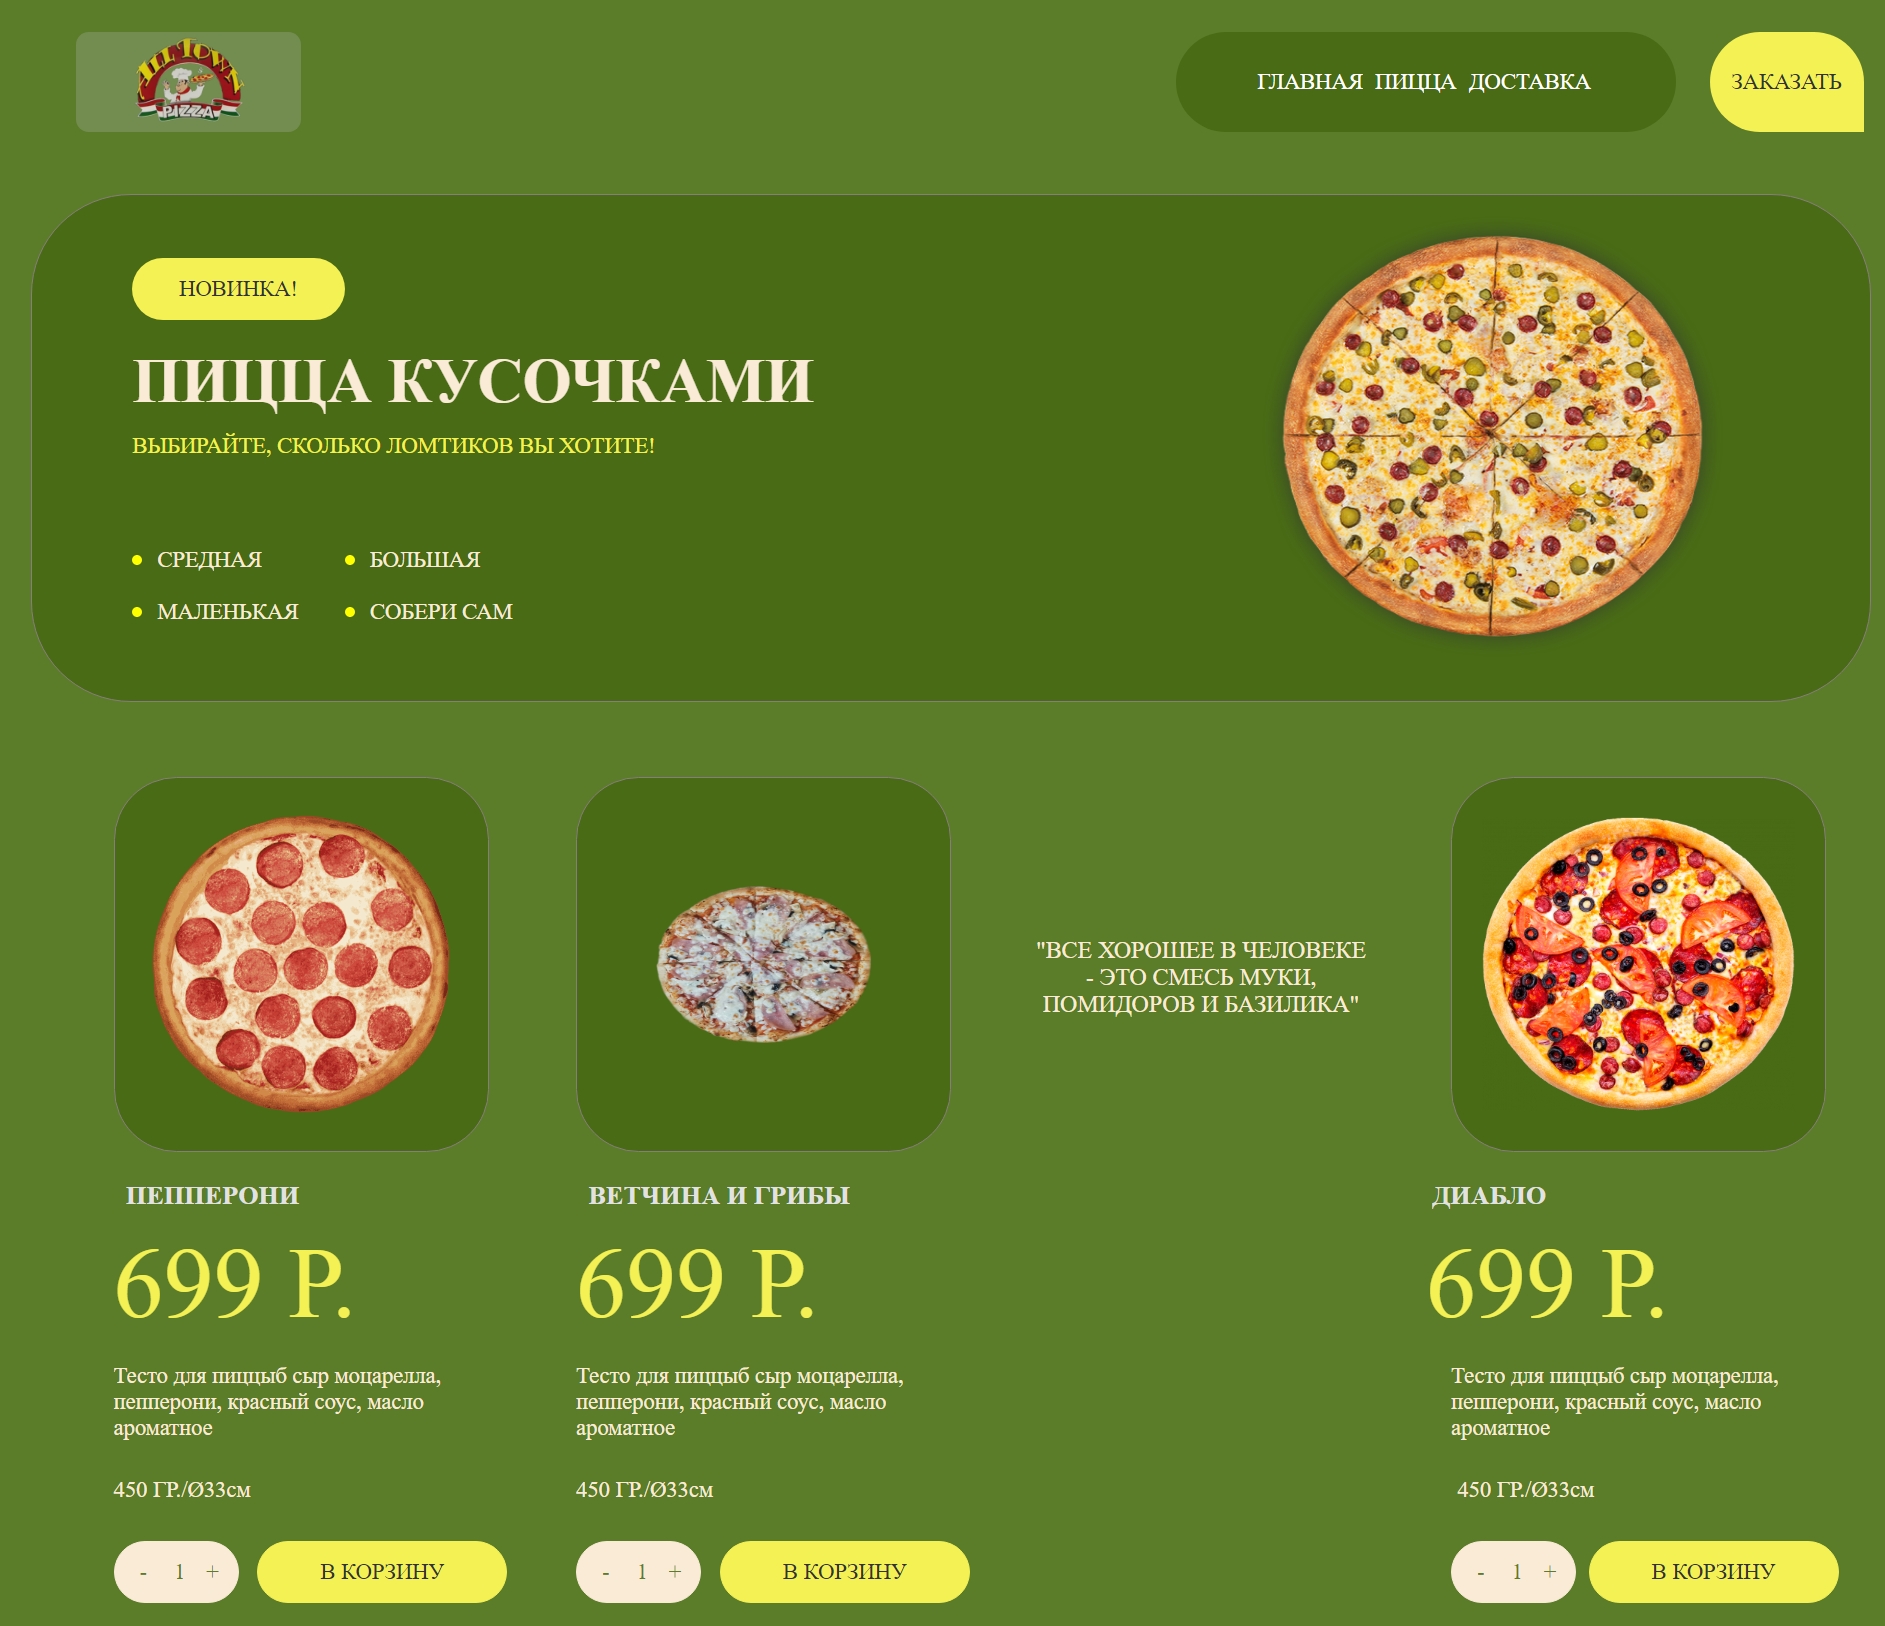 ALL TOWN
PIZZA
ГЛАВНАЯ ПИЦЦА ДОСТАВКА
ЗАКАЗАТЬ
НОВИНКА!
ПИЦЦА КУСОЧКАМИ
ВЫБИРАЙТЕ, СКОЛЬКО ЛОМТИКОВ ВЫ ХОТИТЕ!
СРЕДНАЯ
БОЛЬШАЯ
МАЛЕНЬКАЯ
СОБЕРИ САМ
"ВСЕ ХОРОШЕЕ В ЧЕЛОВЕКЕ
- ЭТО СМЕСЬ МУКИ,
ПОМИДОРОВ И БАЗИЛИКА"
ПЕППЕРОНИ
699 Р.
Тесто для пиццыб сыр моцарелла,
пепперони, красный соус, масло
ароматное
450 ГР./Ø33см
- 1 +
В КОРЗИНУ
ВЕТЧИНА И ГРИБЫ
699 Р.
Тесто для пиццыб сыр моцарелла,
пепперони, красный соус, масло
ароматное
450 ГР./Ø33см
- 1 +
В КОРЗИНУ
ДИАБЛО
699 Р.
Тесто для пиццыб сыр моцарелла,
пепперони, красный соус, масло
ароматное
450 ГР./Ø33см
- 1 +
В КОРЗИНУ